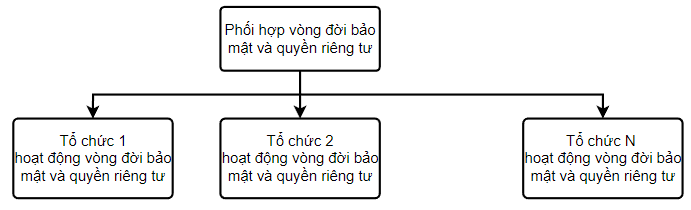 Phối hợp vòng đời bảo
mật và quyền riêng tư
Tổ chức 1
hoạt động vòng đời bảo
mật và quyền riêng tư
Tổ chức 2
hoạt động vòng đời bảo
mật và quyền riêng tư
Tổ chức N
hoạt động vòng đời bảo
mật và quyền riêng tư